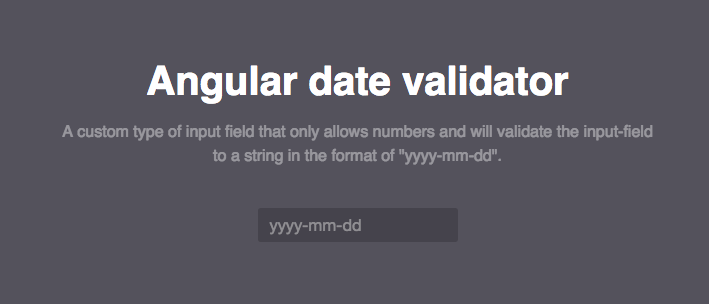 Angular date validator
A custom type of input field that only allows numbers and will validate the input-field
to a string in the format of "yyyy-mm-dd".
yyyy-mm-dd